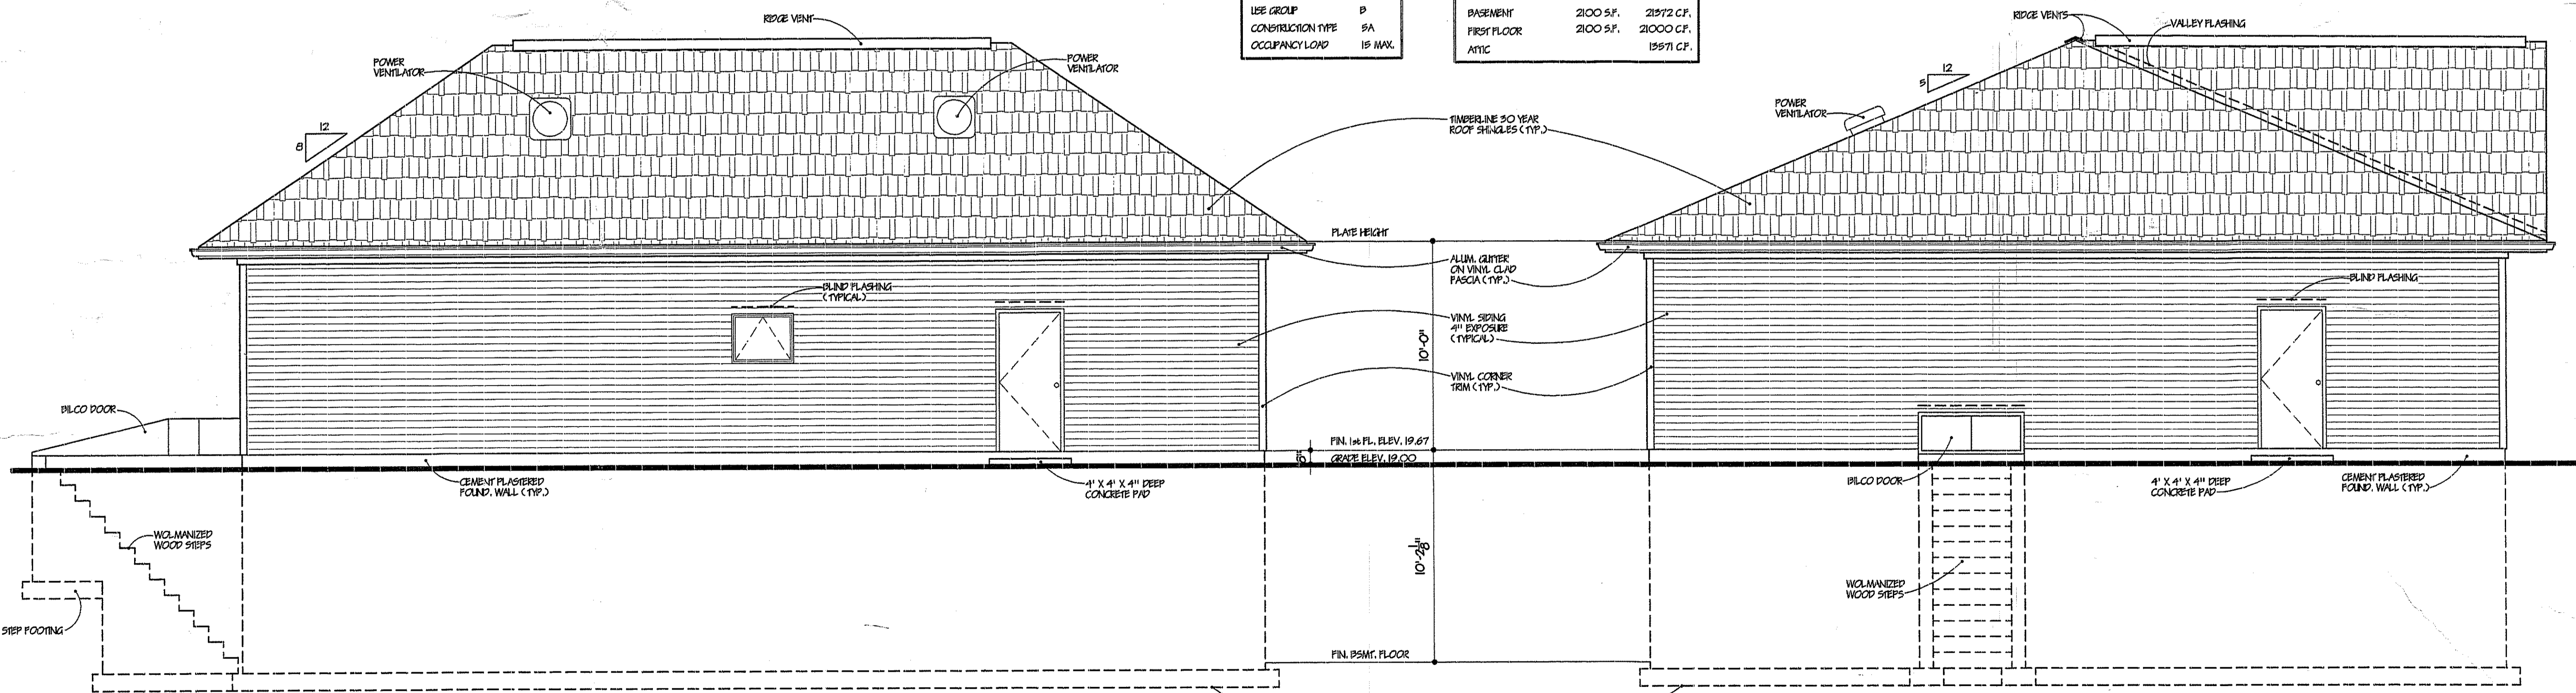 USE GROUP B
CONSTRUCTION TYPE 5A
OCCUPANCY LOAD 15 MAX.
BASEMENT 2100 S.F. 21372 C.F.
FIRST FLOOR 2100 S.F. 21000 C.F.
ATTIC 13571 C.F.
RIDGE VENT
POWER
VENTILATOR
POWER
VENTILATOR
12
8
RIDGE VENTS
VALLEY FLASHING
12
5
POWER
VENTILATOR
TIMBERLINE 30 YEAR
ROOF SHINGLES (TYP.)
PLATE HEIGHT
ALUM. GUTTER
ON VINYL CLAD
FASCIA (TYP.)
BLIND FLASHING
(TYPICAL)
BLIND FLASHING
VINYL SIDING
4" EXPOSURE
(TYPICAL)
10'-0"
VINYL CORNER
TRIM (TYP.)
BILCO DOOR
FIN. 1st FL. ELEV. 19.67
8"
GRADE ELEV. 19.00
CEMENT PLASTERED
FOUND. WALL (TYP.)
4' X 4' X 4" DEEP
CONCRETE PAD
BILCO DOOR
4' X 4' X 4" DEEP
CONCRETE PAD
CEMENT PLASTERED
FOUND. WALL (TYP.)
WOLMANIZED
WOOD STEPS
10'-2 1/8"
WOLMANIZED
WOOD STEPS
STEP FOOTING
FIN. BSMT. FLOOR